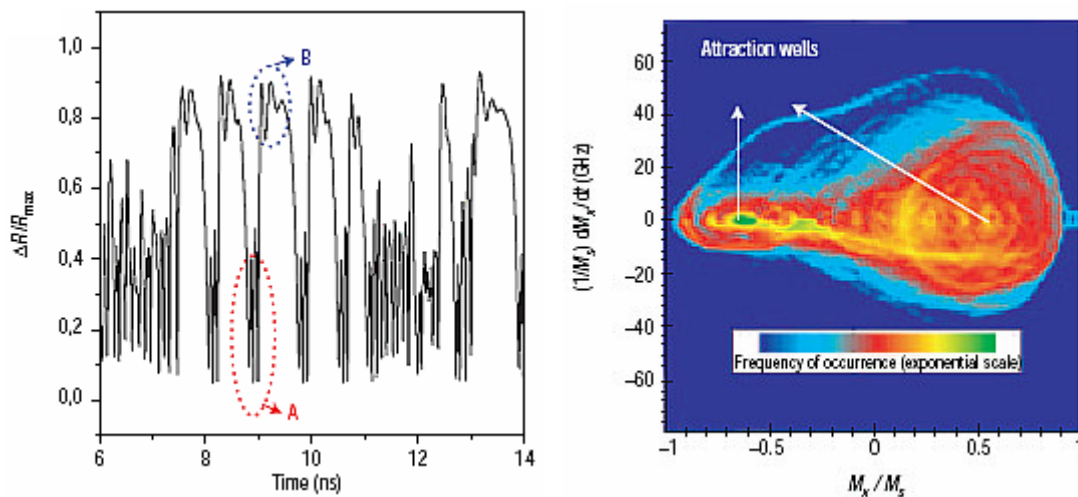 1,0
0,8
0,6
0,4
0,2
0,0
ΔR/Rmax
B
A
6 8 10 12 14
Time (ns)
Attraction wells
60
40
20
0
−20
−40
−60
(1/Ms) dMx/dt (GHz)
Frequency of occurrence (exponential scale)
−1 −0.5 0 0.5 1
Mx / Ms